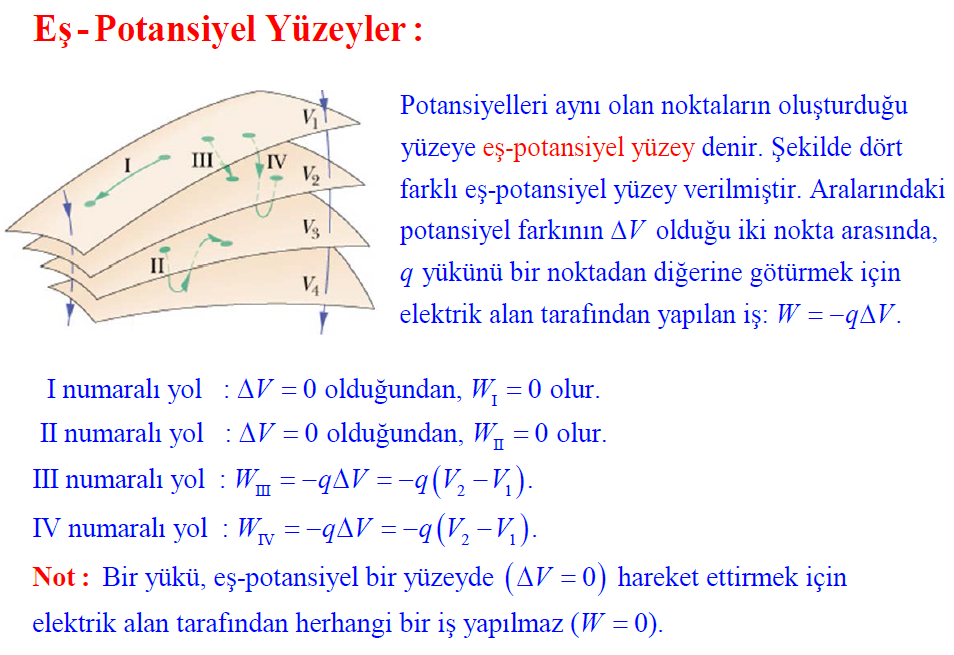 Eş-Potansiyel Yüzeyler :
V₁
I
III
IV
V₂
V₃
II
V₄
Potansiyelleri aynı olan noktaların oluşturduğu
yüzeye eş-potansiyel yüzey denir. Şekilde dört
farklı eş-potansiyel yüzey verilmiştir. Aralarındaki
potansiyel farkının ΔV olduğu iki nokta arasında,
q yükünü bir noktadan diğerine götürmek için
elektrik alan tarafından yapılan iş: W = −qΔV.
I numaralı yol : ΔV = 0 olduğundan, W_I = 0 olur.
II numaralı yol : ΔV = 0 olduğundan, W_II = 0 olur.
III numaralı yol : W_III = −qΔV = −q(V₂ − V₁).
IV numaralı yol : W_IV = −qΔV = −q(V₂ − V₁).
Not : Bir yükü, eş-potansiyel bir yüzeyde (ΔV = 0) hareket ettirmek için
elektrik alan tarafından herhangi bir iş yapılmaz (W = 0).